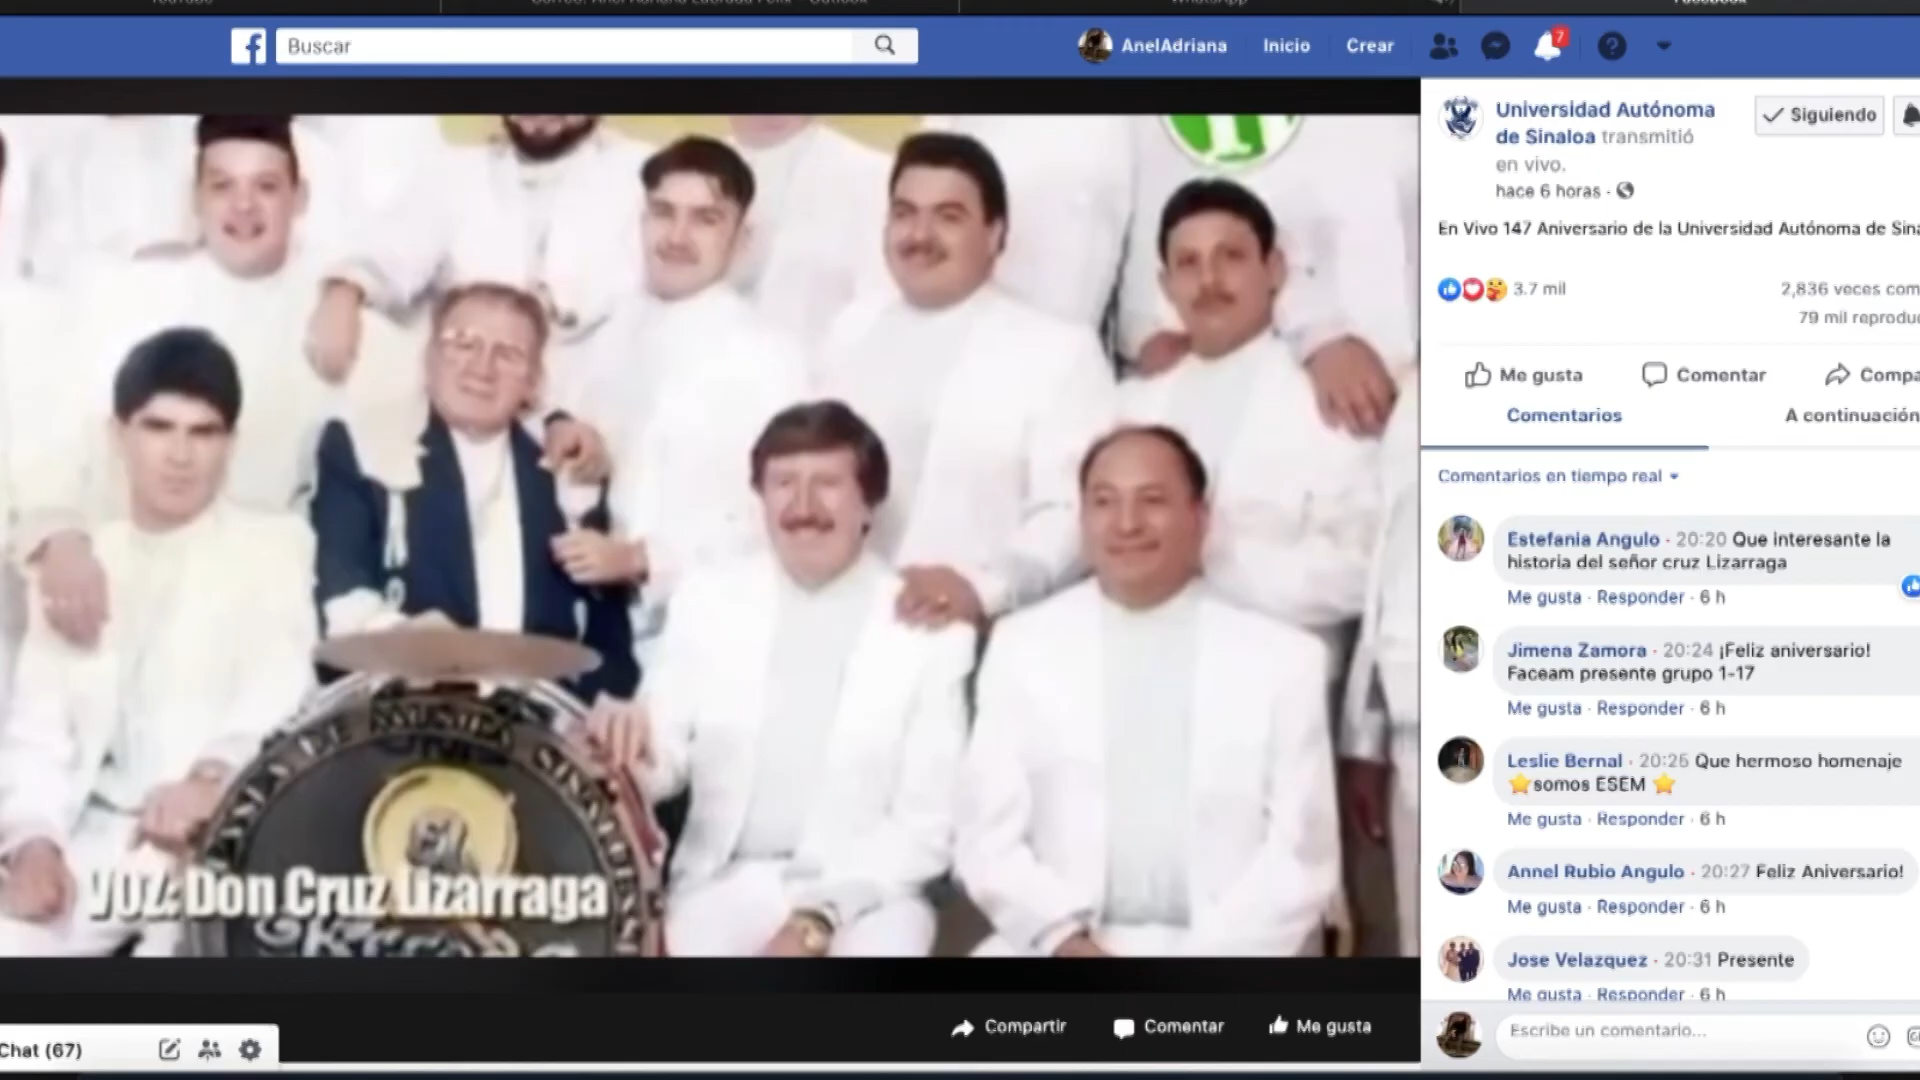 YouTube
WhatsApp
Facebook
Buscar
AnelAdriana
Inicio
Crear
7
Universidad Autónoma
de Sinaloa transmitió
en vivo.
hace 6 horas ·
Siguiendo
En Vivo 147 Aniversario de la Universidad Autónoma de Sina
3.7 mil
2,836 veces com
79 mil reprodu
Me gusta
Comentar
Compa
Comentarios
A continuación
Comentarios en tiempo real
Estefania Angulo · 20:20 Que interesante la
historia del señor cruz Lizarraga
Me gusta · Responder · 6 h
Jimena Zamora · 20:24 ¡Feliz aniversario!
Faceam presente grupo 1-17
Me gusta · Responder · 6 h
Leslie Bernal · 20:25 Que hermoso homenaje
somos ESEM
Me gusta · Responder · 6 h
Annel Rubio Angulo · 20:27 Feliz Aniversario!
Me gusta · Responder · 6 h
Jose Velazquez · 20:31 Presente
Me gusta · Responder · 6 h
Escribe un comentario...
EL
VOZ: Don Cruz Lizarraga
Compartir
Comentar
Me gusta
Chat (67)